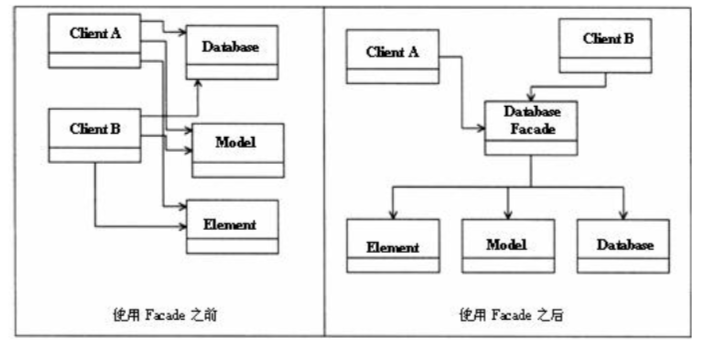 Client A
Database
Client B
Model
Element
使用 Facade 之前
Client B
Client A
Database
Facade
Element
Model
Database
使用 Facade 之后